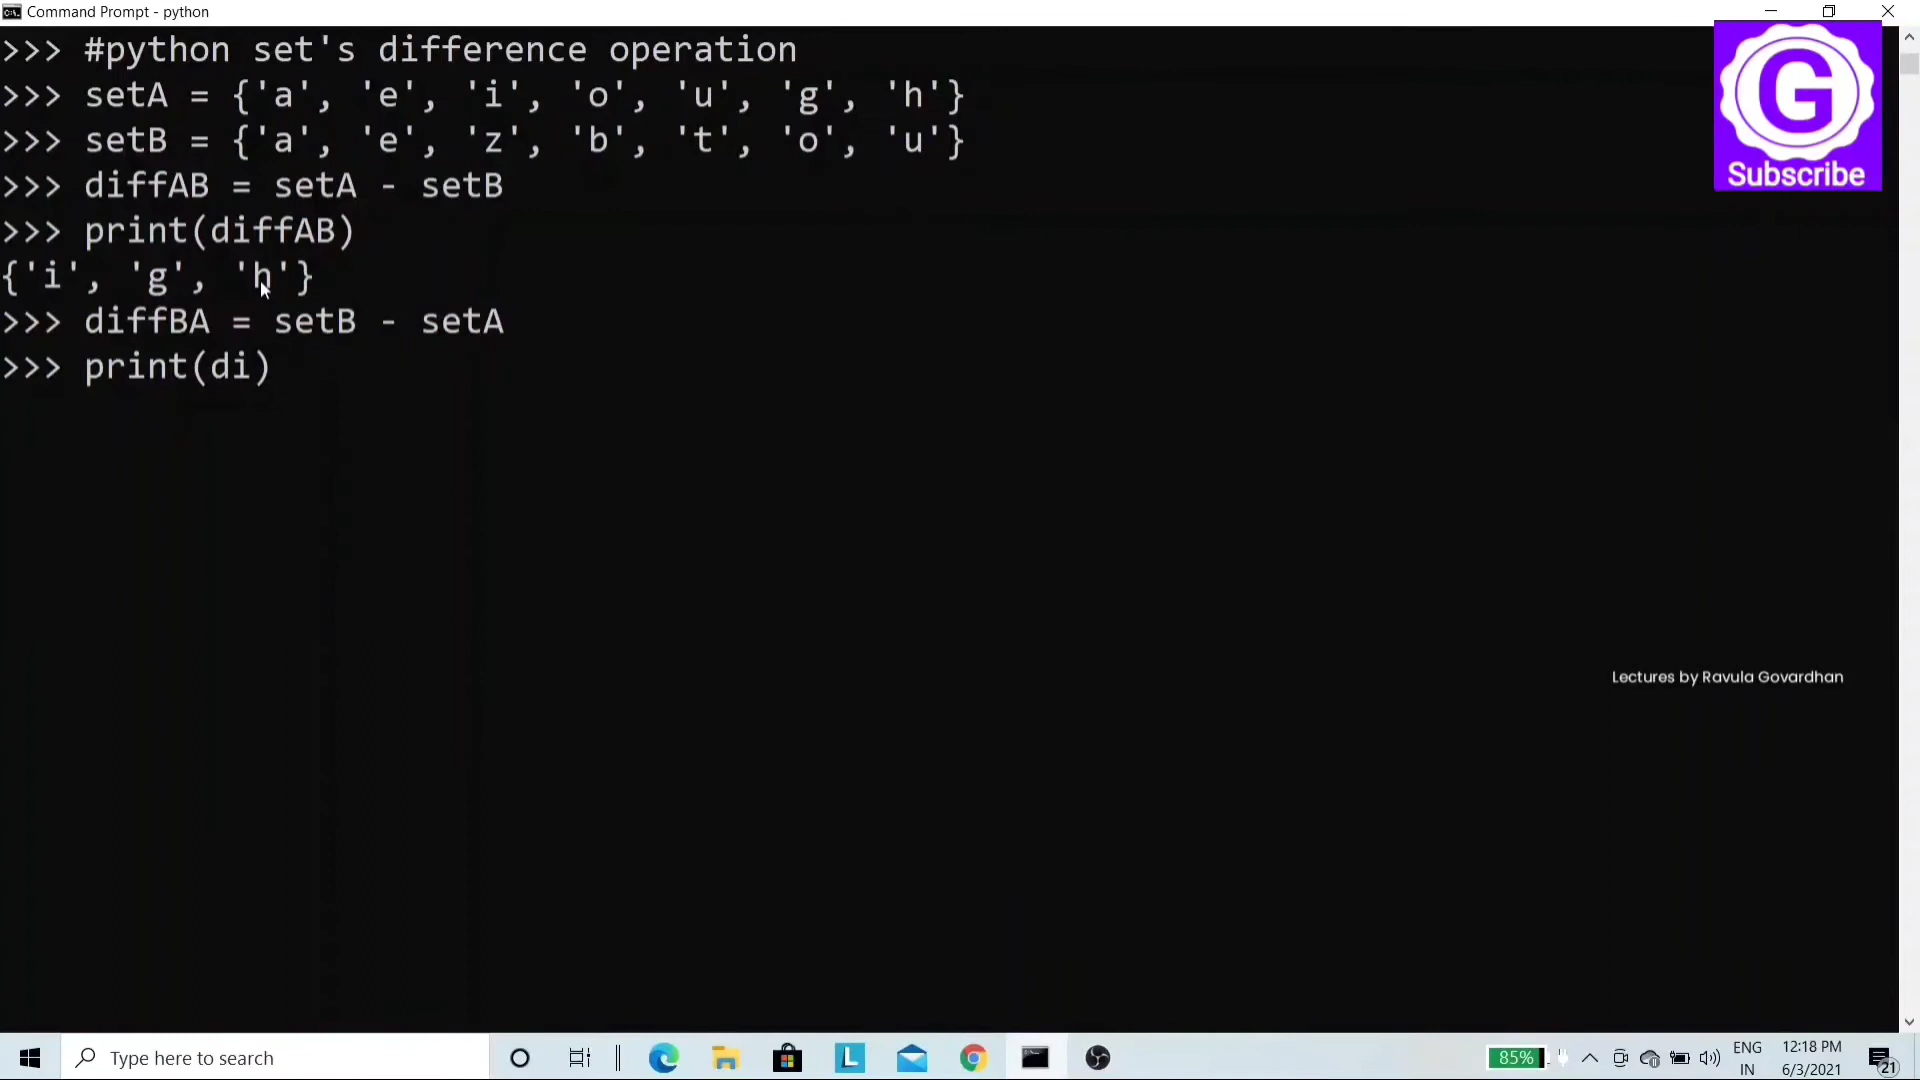 Command Prompt - python
>>> #python set's difference operation
>>> setA = {'a', 'e', 'i', 'o', 'u', 'g', 'h'}
>>> setB = {'a', 'e', 'z', 'b', 't', 'o', 'u'}
>>> diffAB = setA - setB
>>> print(diffAB)
{'i', 'g', 'h'}
>>> diffBA = setB - setA
>>> print(di)
G
Subscribe
Lectures by Ravula Govardhan
Type here to search
L
85%
ENG
IN
12:18 PM
6/3/2021
21